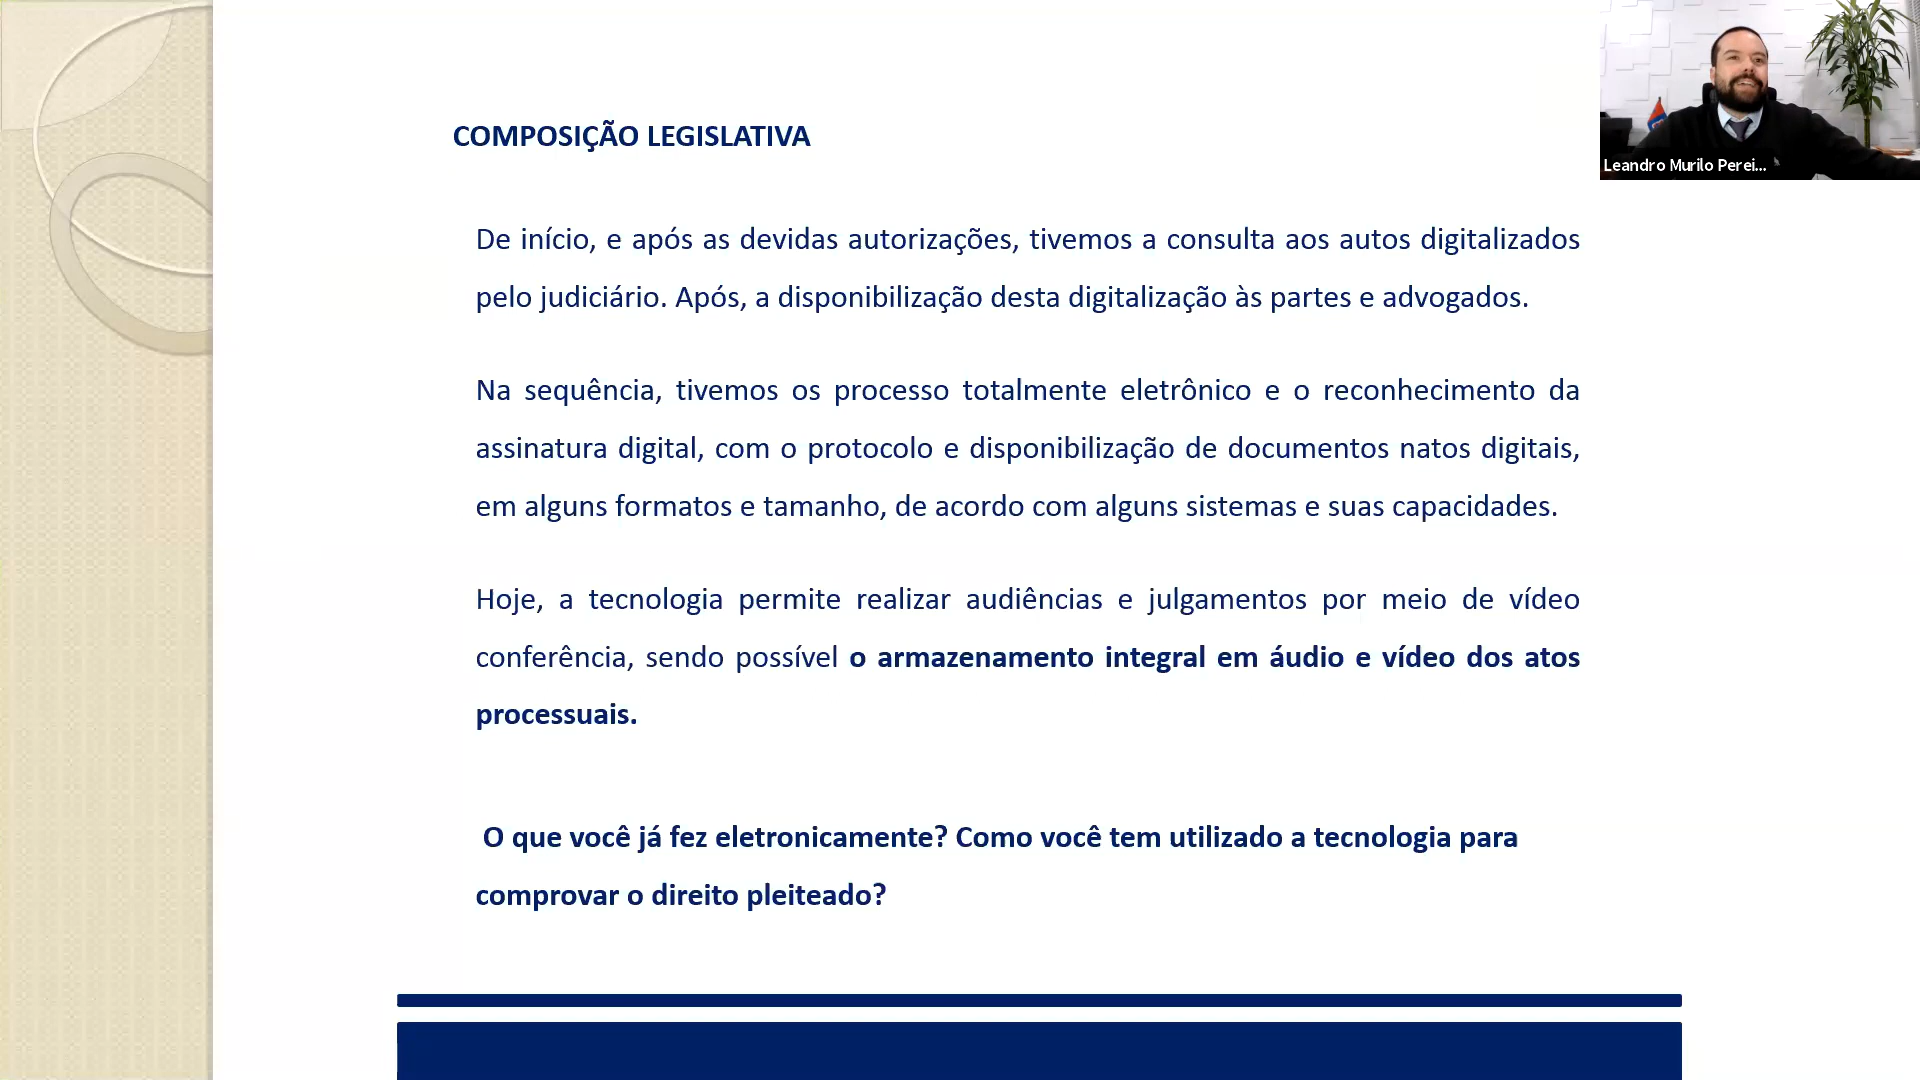 COMPOSIÇÃO LEGISLATIVA
Leandro Murilo Perei...
De início, e após as devidas autorizações, tivemos a consulta aos autos digitalizados
pelo judiciário. Após, a disponibilização desta digitalização às partes e advogados.
Na sequência, tivemos os processo totalmente eletrônico e o reconhecimento da
assinatura digital, com o protocolo e disponibilização de documentos natos digitais,
em alguns formatos e tamanho, de acordo com alguns sistemas e suas capacidades.
Hoje, a tecnologia permite realizar audiências e julgamentos por meio de vídeo
conferência, sendo possível o armazenamento integral em áudio e vídeo dos atos
processuais.
O que você já fez eletronicamente? Como você tem utilizado a tecnologia para
comprovar o direito pleiteado?